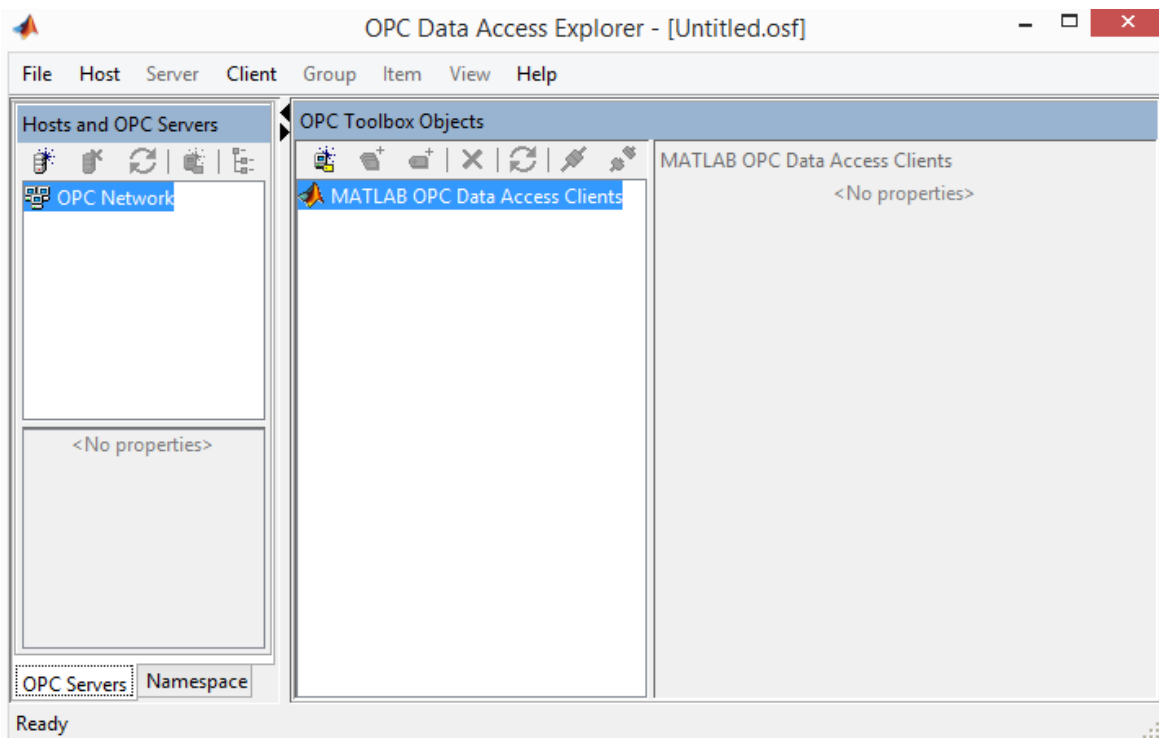 OPC Data Access Explorer - [Untitled.osf]
File Host Server Client Group Item View Help
Hosts and OPC Servers
OPC Network
<No properties>
OPC Servers Namespace
OPC Toolbox Objects
MATLAB OPC Data Access Clients
MATLAB OPC Data Access Clients
<No properties>
Ready